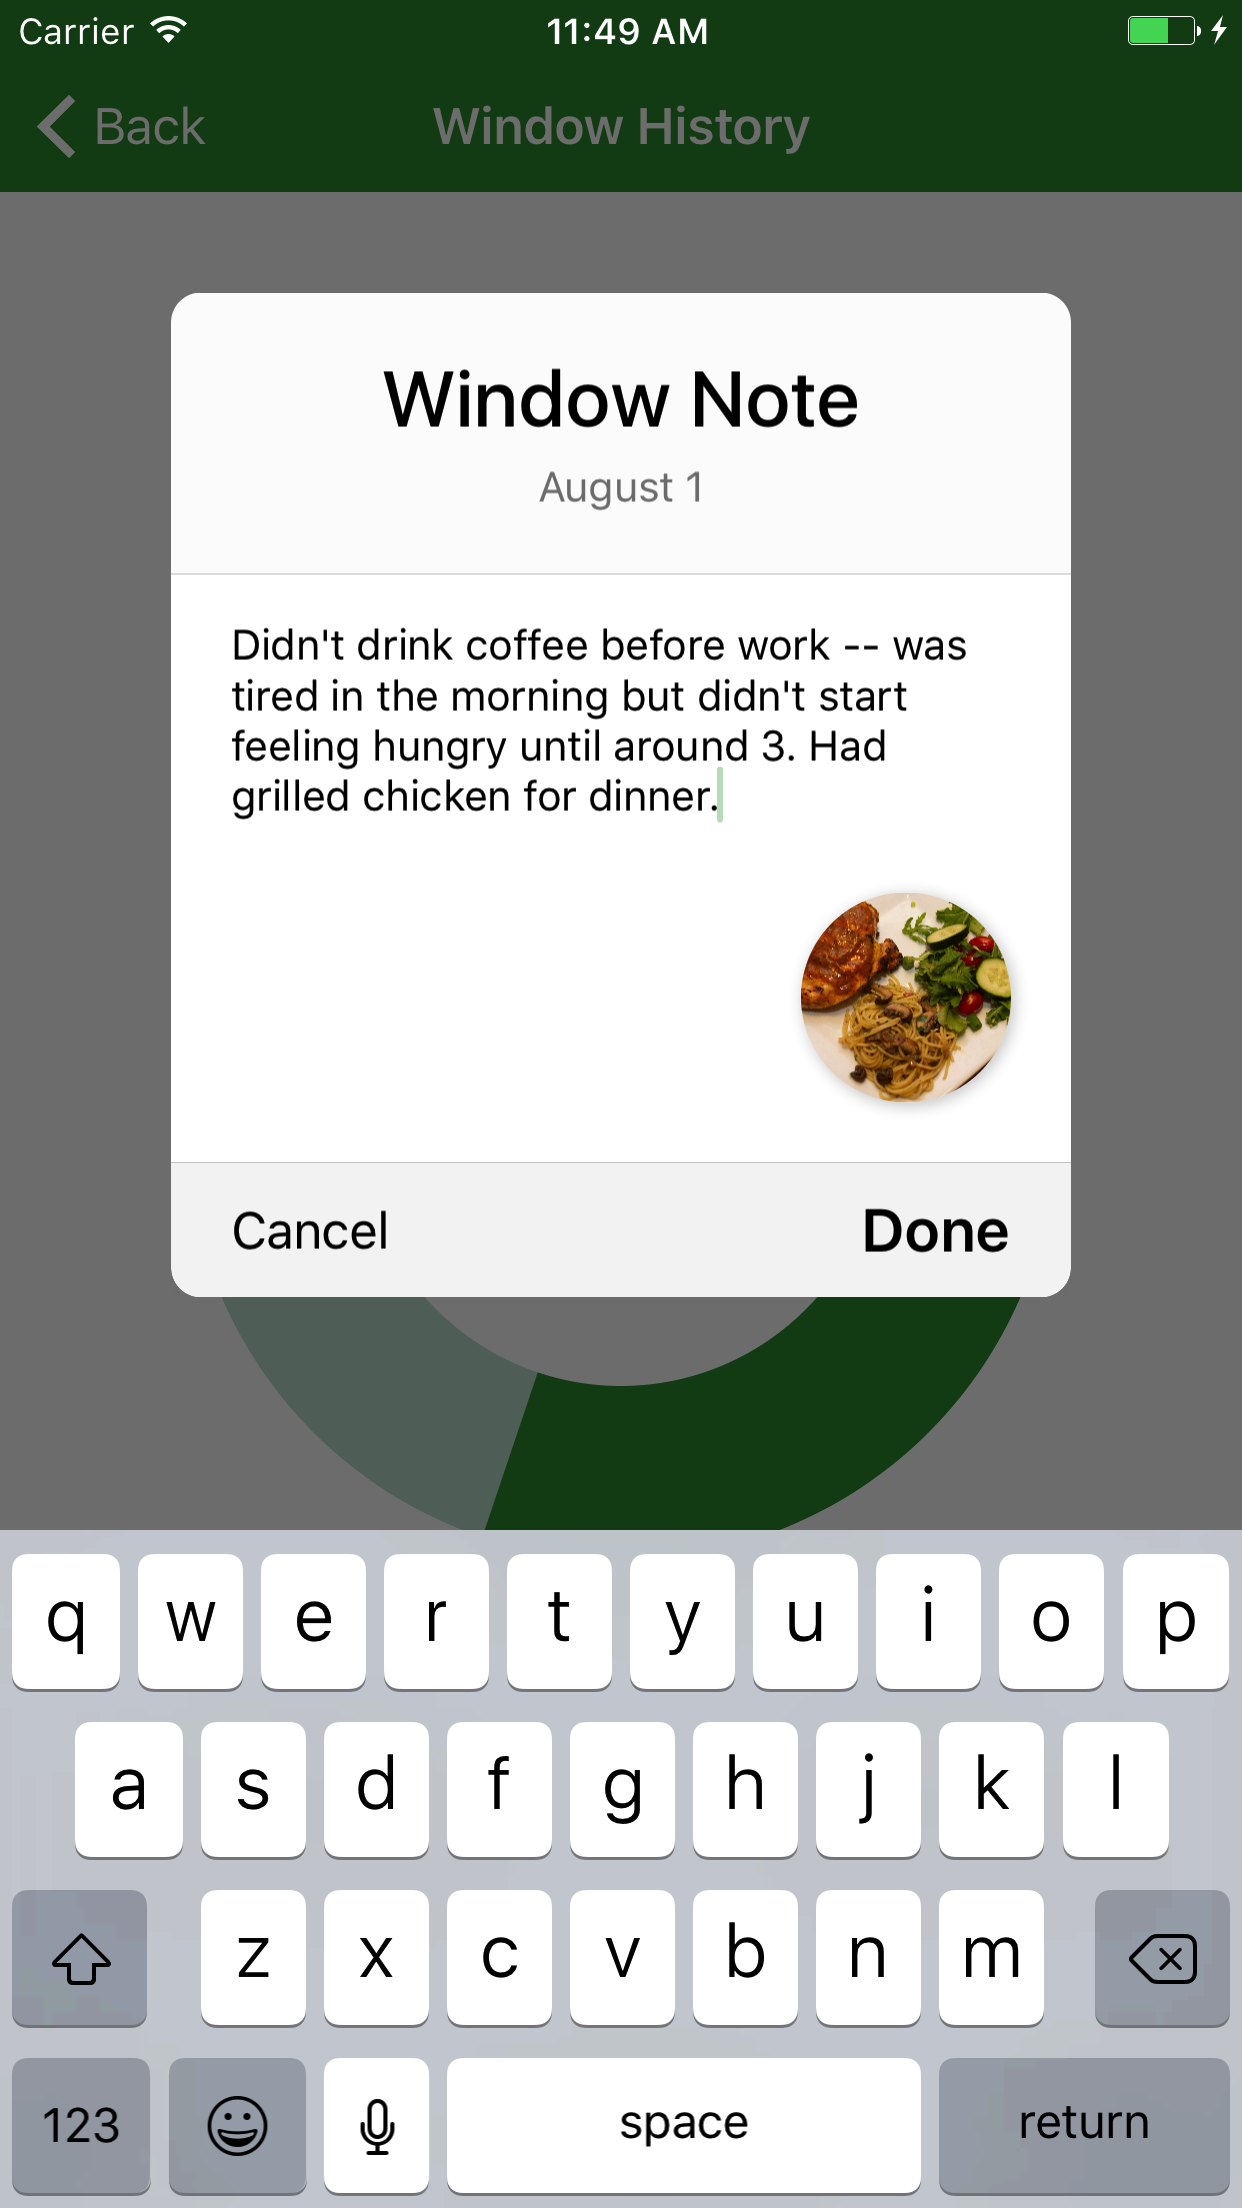 Carrier 11:49 AM
Back Window History
Window Note
August 1
Didn't drink coffee before work -- was
tired in the morning but didn't start
feeling hungry until around 3. Had
grilled chicken for dinner.
Cancel Done
q w e r t y u i o p
a s d f g h j k l
z x c v b n m
123 space return